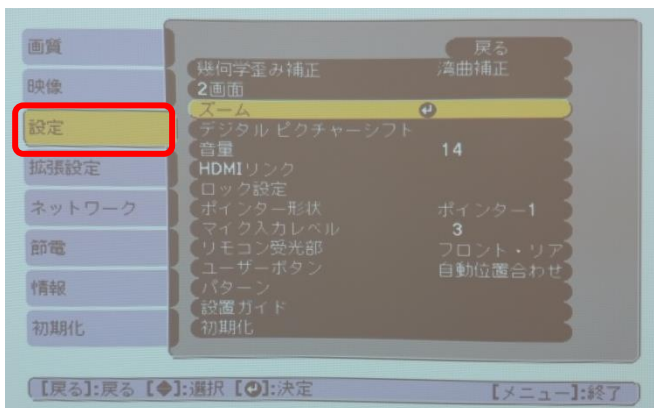 画質
映像
設定
拡張設定
ネットワーク
節電
情報
初期化
戻る
幾何学歪み補正 湾曲補正
2画面
ズーム
デジタル ピクチャーシフト
音量 14
HDMIリンク
ロック設定
ポインター形状 ポインター1
マイク入力レベル 3
リモコン受光部 フロント・リア
ユーザーボタン 自動位置合わせ
パターン
設置ガイド
初期化
【戻る】:戻る 【◆】:選択 【↵】:決定 【メニュー】:終了